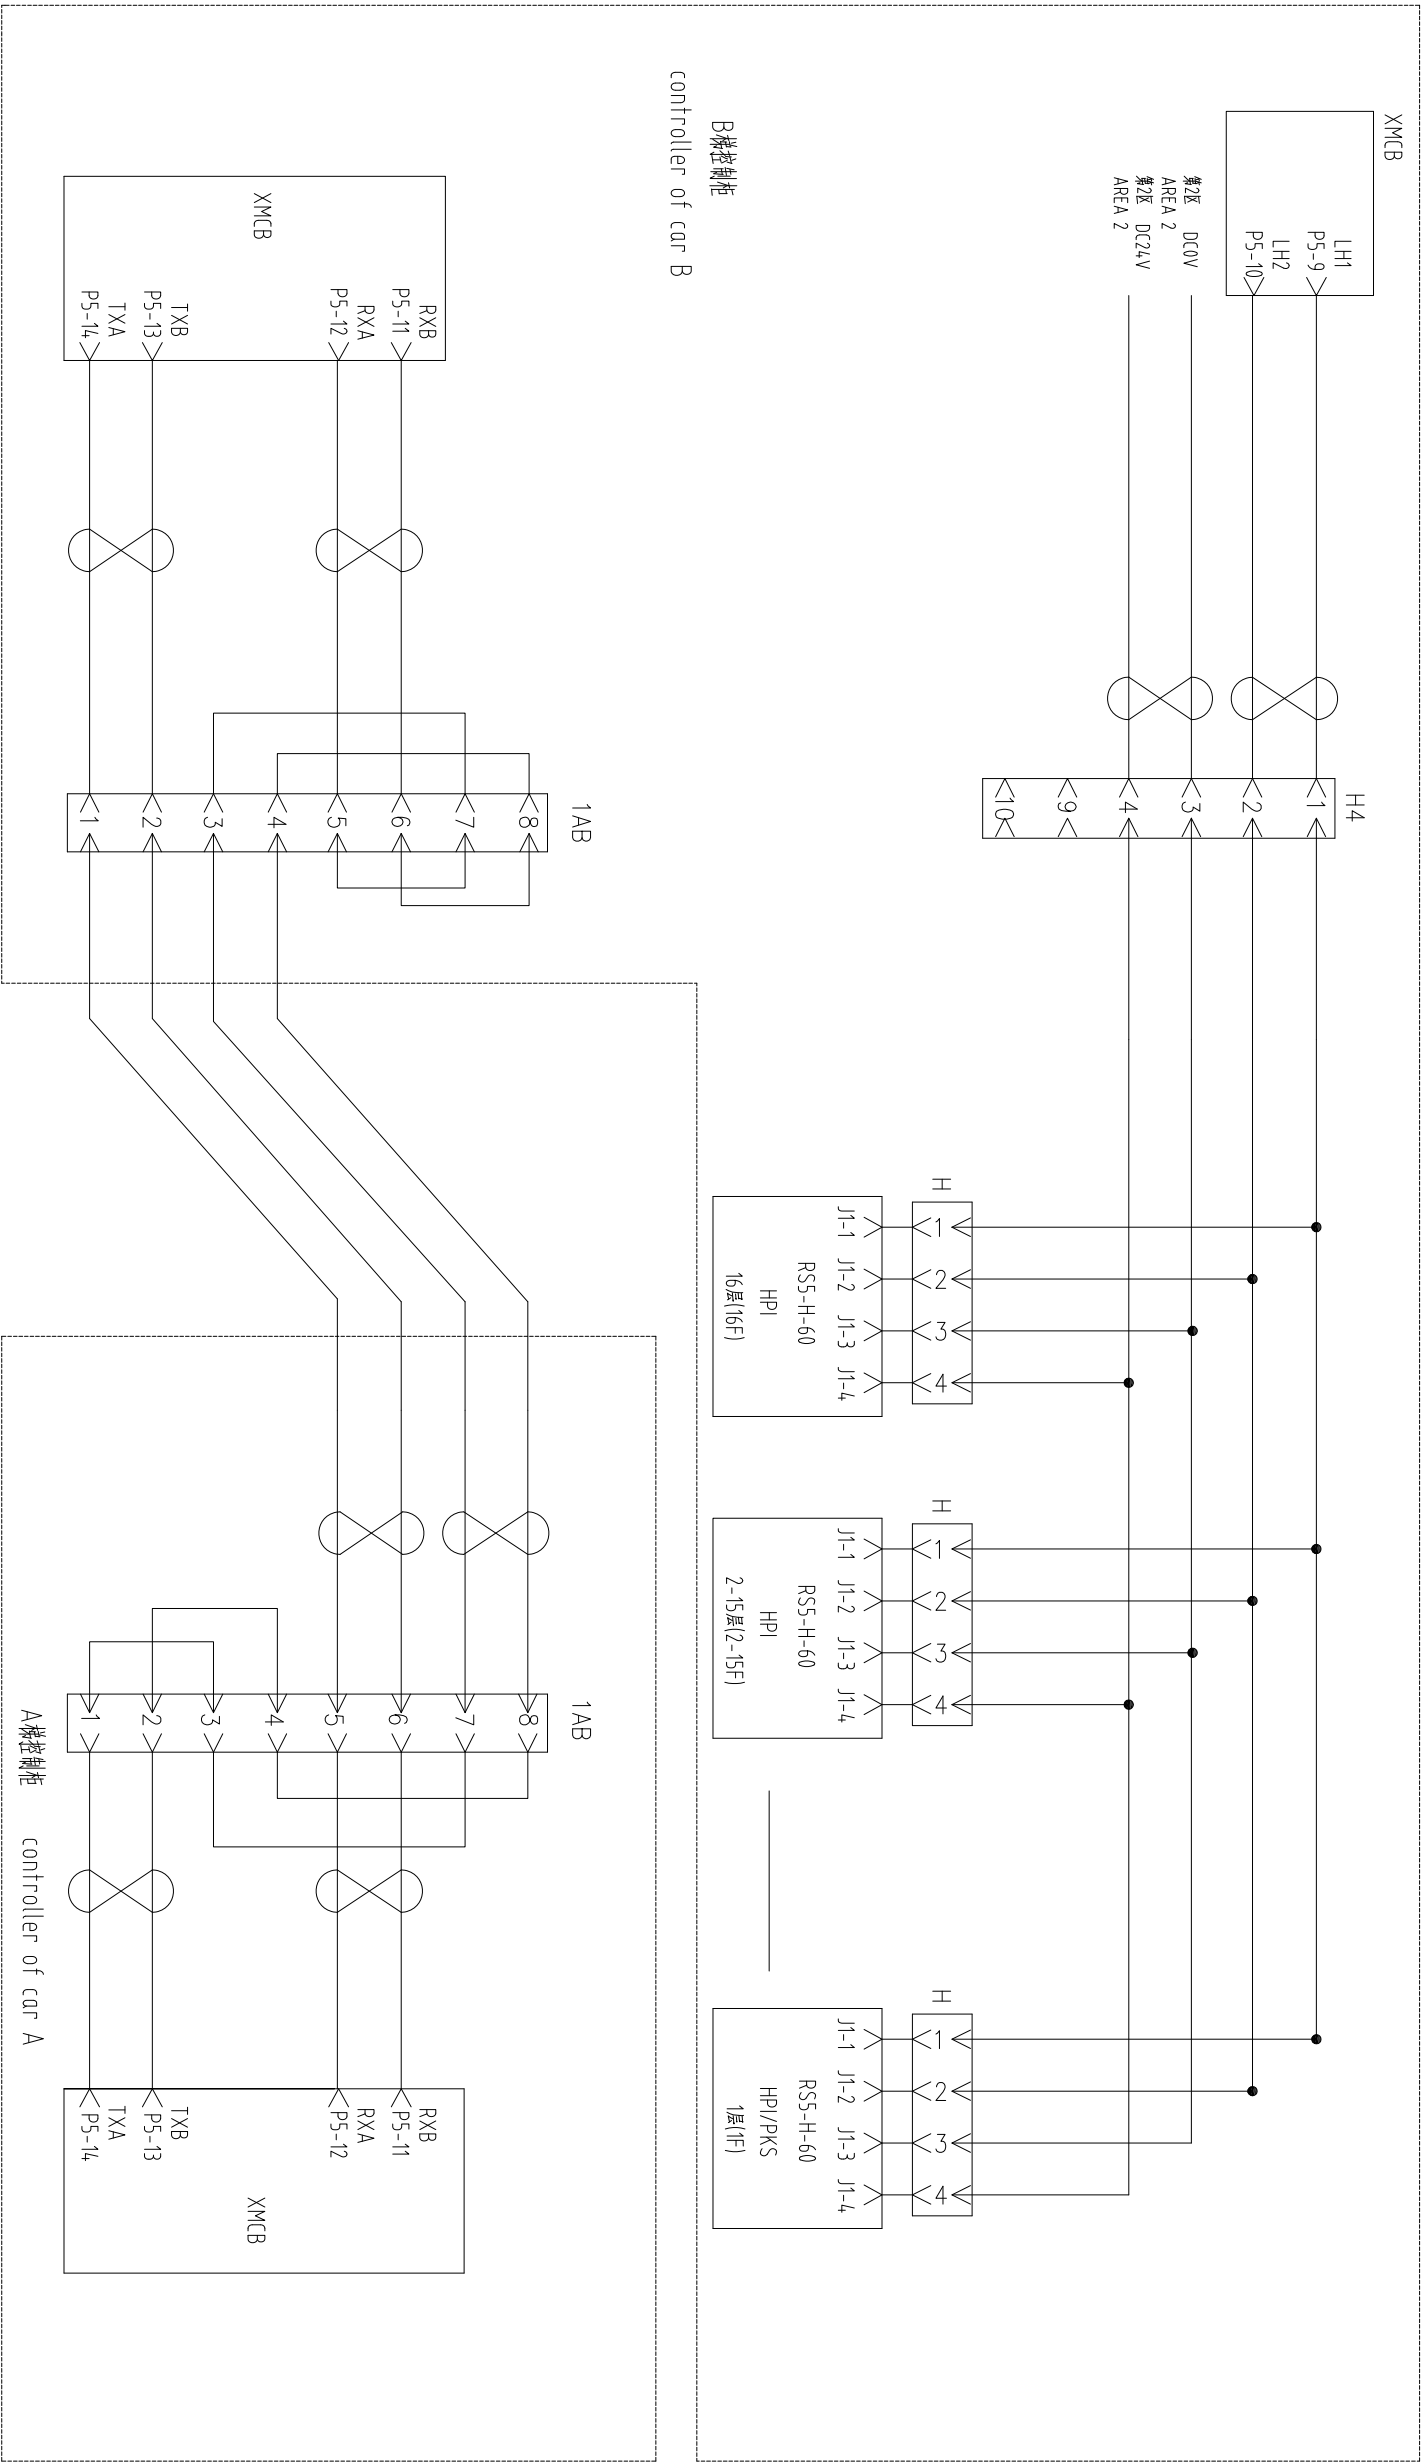 XMCB
LH1
P5-9
LH2
P5-10
第2区 DC0V
AREA 2
第2区 DC24V
AREA 2
H4
1
2
3
4
9
10
H
1
2
3
4
J1-1
J1-2
J1-3
J1-4
RS5-H-60
HPI
16层(16F)
H
1
2
3
4
J1-1
J1-2
J1-3
J1-4
RS5-H-60
HPI
2-15层(2-15F)
H
1
2
3
4
J1-1
J1-2
J1-3
J1-4
RS5-H-60
HPI/PKS
1层(1F)
B梯控制柜
controller of car B
XMCB
RXB
P5-11
RXA
P5-12
TXB
P5-13
TXA
P5-14
1AB
8
7
6
5
4
3
2
1
1AB
8
7
6
5
4
3
2
1
RXB
P5-11
RXA
P5-12
TXB
P5-13
TXA
P5-14
XMCB
A梯控制柜 controller of car A